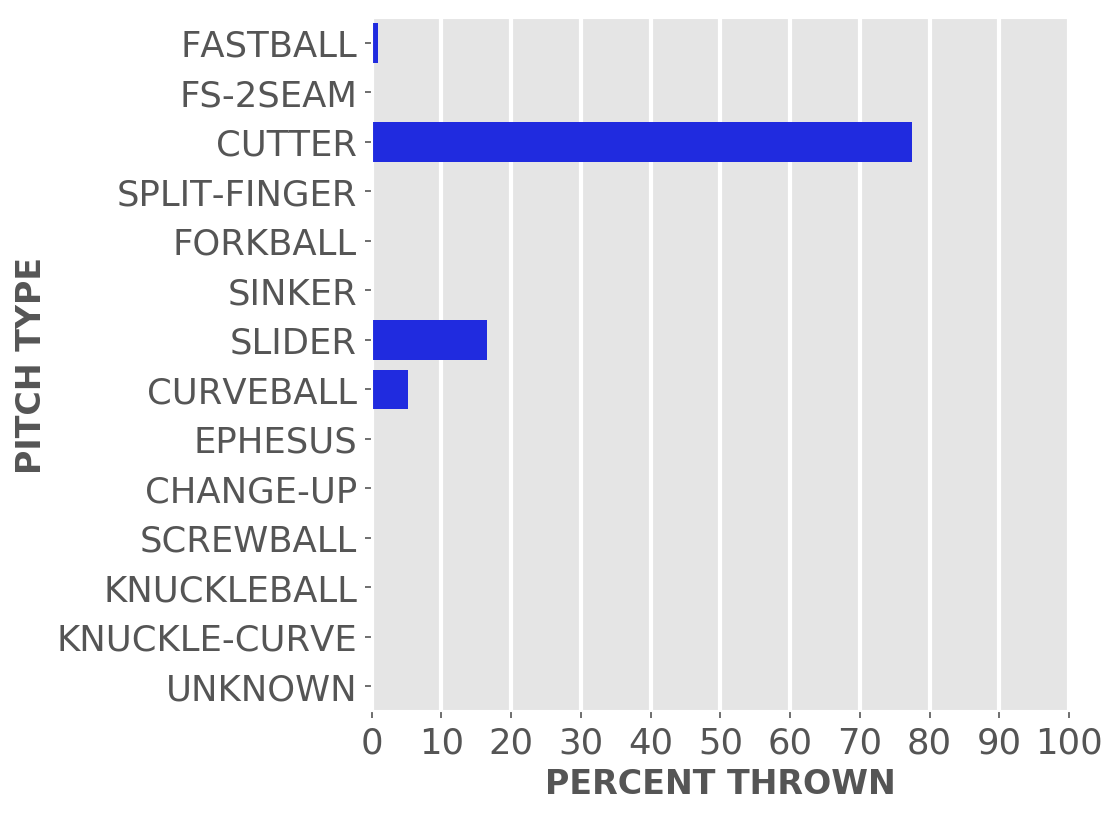 FASTBALL
FS-2SEAM
CUTTER
SPLIT-FINGER
FORKBALL
SINKER
SLIDER
CURVEBALL
EPHESUS
CHANGE-UP
SCREWBALL
KNUCKLEBALL
KNUCKLE-CURVE
UNKNOWN
PITCH TYPE
0 10 20 30 40 50 60 70 80 90 100
PERCENT THROWN